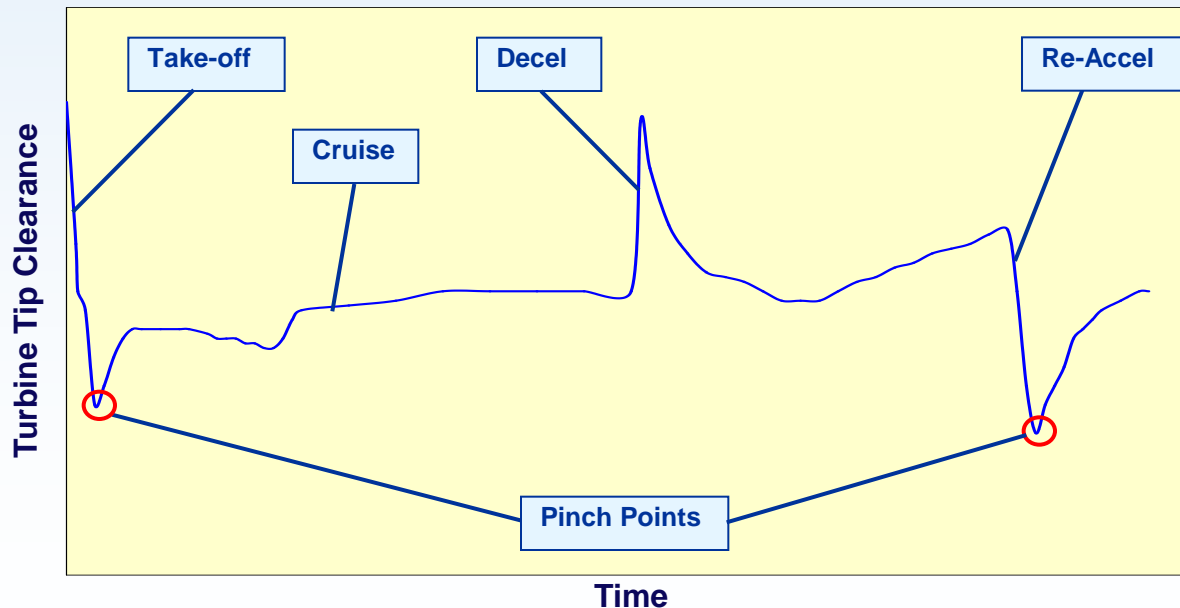 Take-off
Decel
Re-Accel
Cruise
Turbine Tip Clearance
Pinch Points
Time